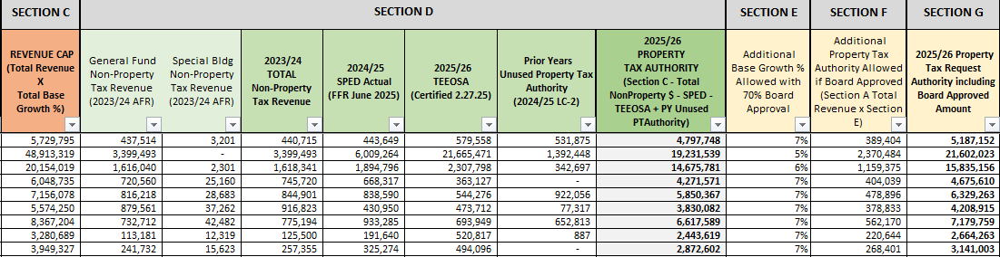 SECTION C SECTION D SECTION E SECTION F SECTION G
REVENUE CAP (Total Revenue X Total Base Growth %)
General Fund Non-Property Tax Revenue (2023/24 AFR)
Special Bldg Non-Property Tax Revenue (2023/24 AFR)
2023/24 TOTAL Non-Property Tax Revenue
2024/25 SPED Actual (FFR June 2025)
2025/26 TEEOSA (Certified 2.27.25)
Prior Years Unused Property Tax Authority (2024/25 LC-2)
2025/26 PROPERTY TAX AUTHORITY (Section C - Total NonProperty $ - SPED - TEEOSA + PY Unused PTAuthority)
Additional Base Growth % Allowed with 70% Board Approval
Additional Property Tax Authority Allowed if Board Approved (Section A Total Revenue x Section E)
2025/26 Property Tax Request Authority including Board Approved Amount
5,729,795 437,514 3,201 440,715 443,649 579,558 531,875 4,797,748 7% 389,404 5,187,152
48,913,319 3,399,493 - 3,399,493 6,009,264 21,665,471 1,392,448 19,231,539 5% 2,370,484 21,602,023
20,154,019 1,616,040 2,301 1,618,341 1,894,796 2,307,798 342,697 14,675,781 6% 1,159,375 15,835,156
6,048,735 720,560 25,160 745,720 668,317 363,127 - 4,271,571 7% 404,039 4,675,610
7,156,078 816,218 28,683 844,901 838,590 544,276 922,056 5,850,367 7% 478,896 6,329,263
5,574,250 879,561 37,262 916,823 430,950 473,712 77,317 3,830,082 7% 378,833 4,208,915
8,367,204 732,712 42,482 775,194 933,285 693,949 652,813 6,617,589 7% 562,170 7,179,759
3,280,689 113,181 12,319 125,500 191,640 520,817 887 2,443,619 7% 220,644 2,664,263
3,949,327 241,732 15,623 257,355 325,274 494,096 - 2,872,602 7% 268,401 3,141,003